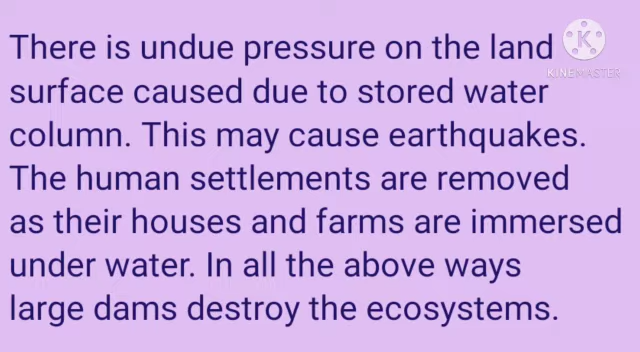 There is undue pressure on the land
surface caused due to stored water
column. This may cause earthquakes.
The human settlements are removed
as their houses and farms are immersed
under water. In all the above ways
large dams destroy the ecosystems.
K
KINEMASTER